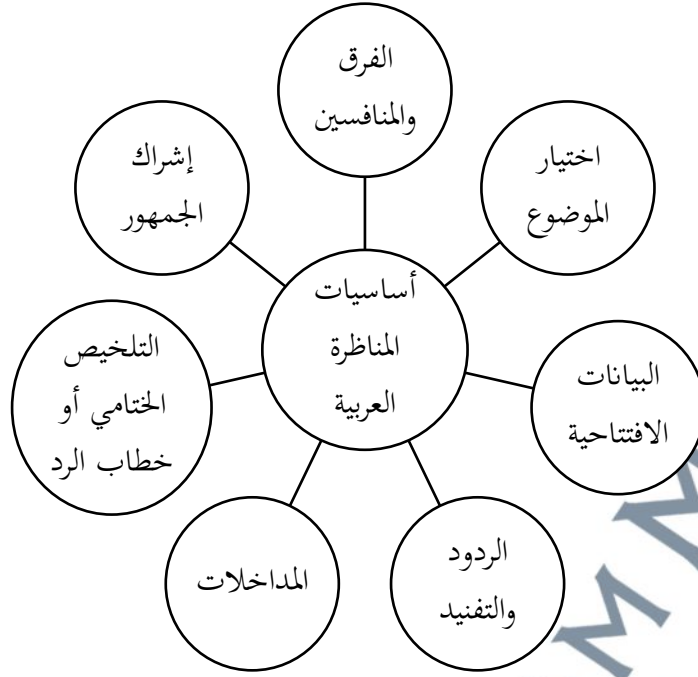 أساسيات
المناظرة
العربية
الفرق
والمنافسين
اختيار
الموضوع
البيانات
الافتتاحية
الردود
والتفنيد
المداخلات
التلخيص
الختامي أو
خطاب الرد
إشراك
الجمهور